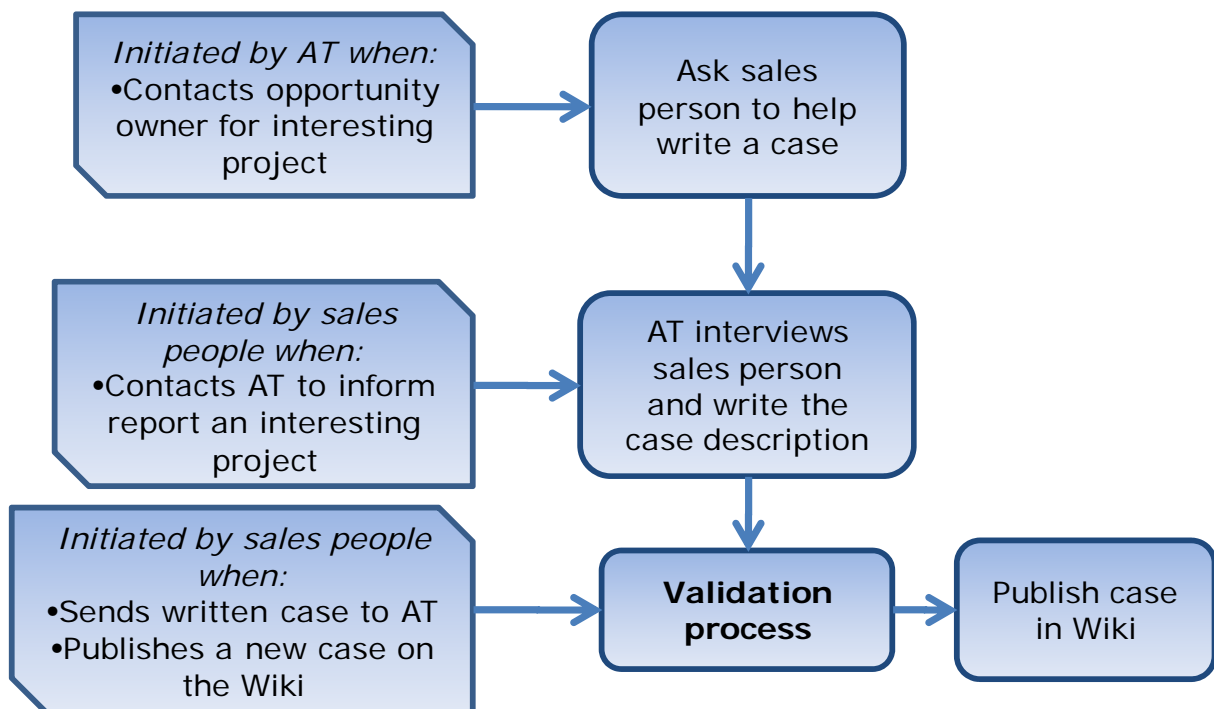 Initiated by AT when:
•Contacts opportunity
owner for interesting
project
Ask sales
person to help
write a case
Initiated by sales
people when:
•Contacts AT to inform
report an interesting
project
AT interviews
sales person
and write the
case description
Initiated by sales people
when:
•Sends written case to AT
•Publishes a new case on
the Wiki
Validation
process
Publish case
in Wiki